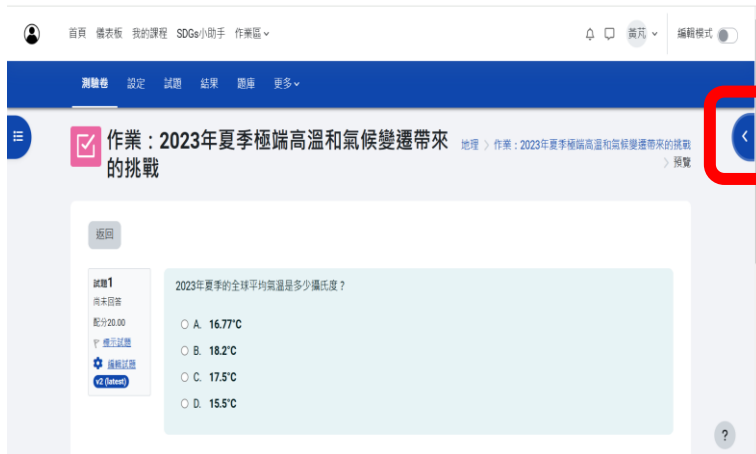 首頁 儀表板 我的課程 SDGs小助手 作業區
黃芃 編輯模式
測驗卷 設定 試題 結果 題庫 更多
作業：2023年夏季極端高溫和氣候變遷帶來
的挑戰
地理 〉 作業：2023年夏季極端高溫和氣候變遷帶來的挑戰
〉 預覽
返回
試題1
尚未回答
配分20.00
標示試題
編輯試題
v2 (latest)
2023年夏季的全球平均氣溫是多少攝氏度？
A. 16.77°C
B. 18.2°C
C. 17.5°C
D. 15.5°C
?